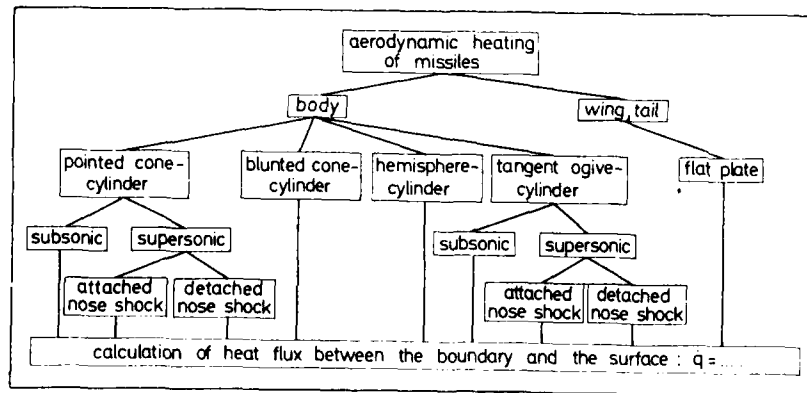 aerodynamic heating
of missiles
body
wing, tail
pointed cone-
cylinder
blunted cone-
cylinder
hemisphere-
cylinder
tangent ogive-
cylinder
flat plate
subsonic
supersonic
subsonic
supersonic
attached
nose shock
detached
nose shock
attached
nose shock
detached
nose shock
calculation of heat flux between the boundary and the surface : q̇ = ....